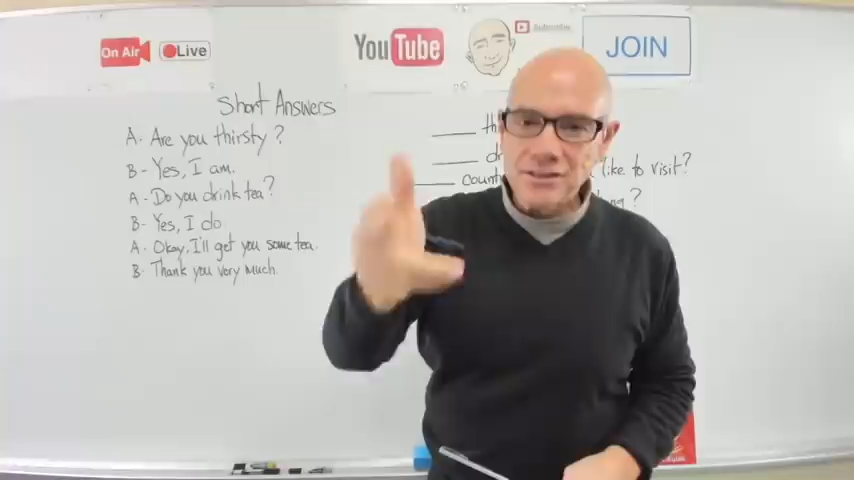 On Air
Live
YouTube
Subscribe
JOIN
Short Answers
A- Are you thirsty?
B- Yes, I am.
A- Do you drink tea?
B- Yes, I do
A- Okay, I'll get you some tea.
B- Thank you very much.
like to visit?